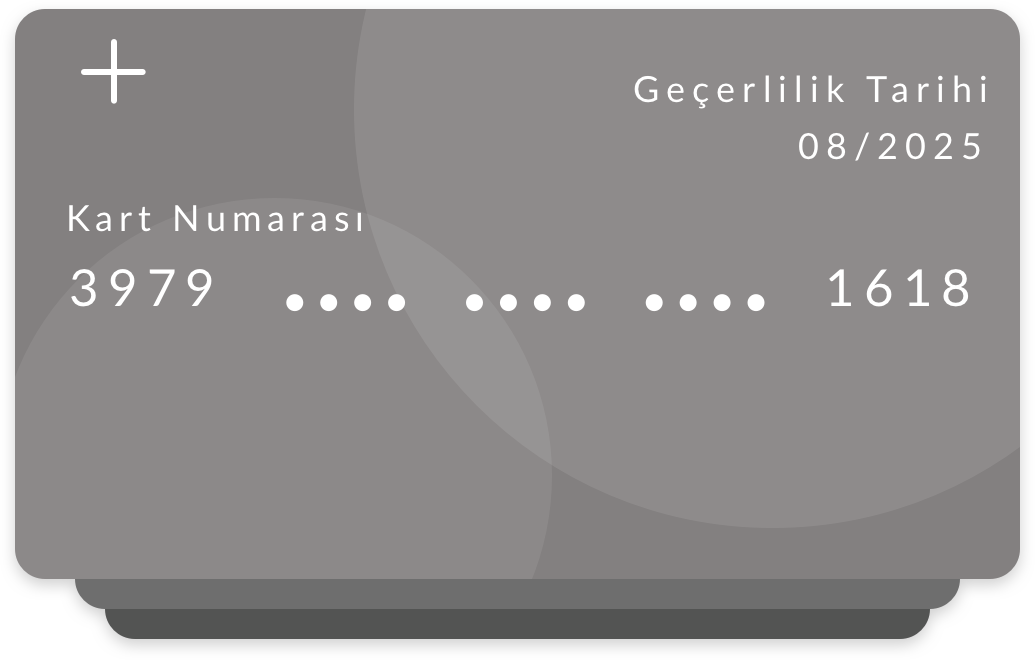 Geçerlilik Tarihi
08/2025
Kart Numarası
3979 •••• •••• •••• 1618